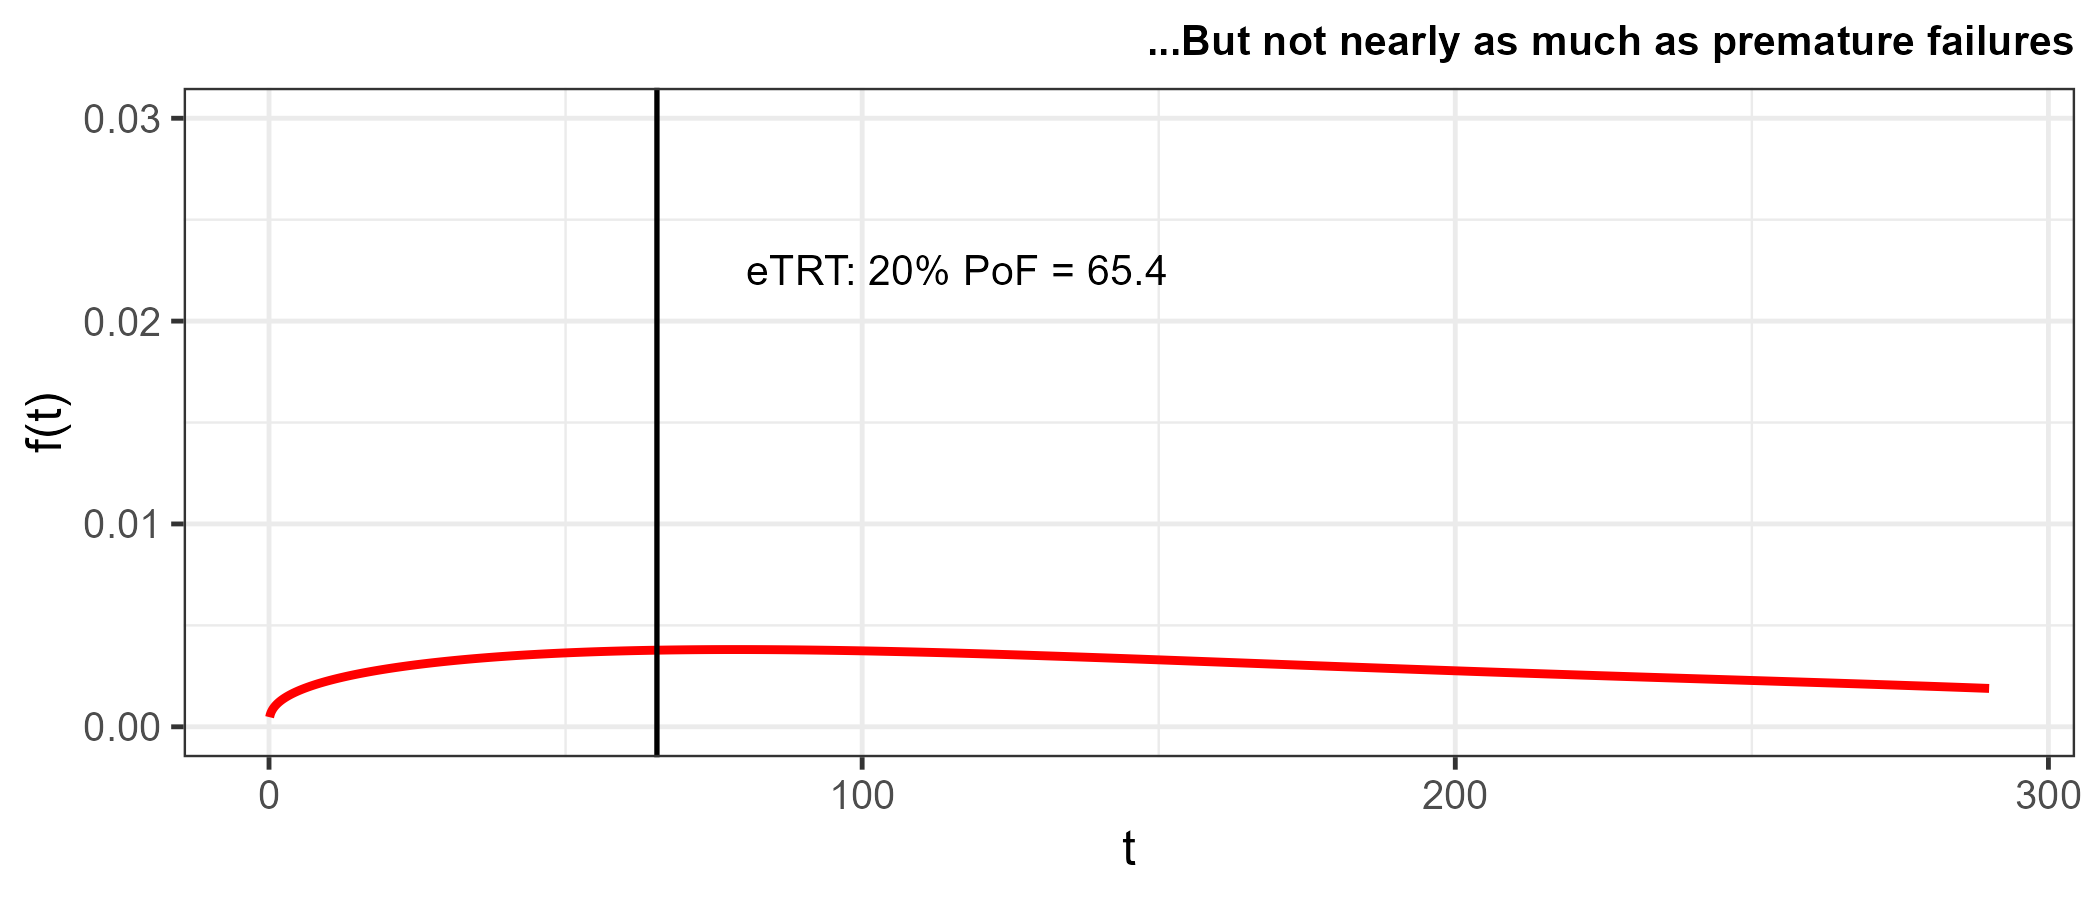 ...But not nearly as much as premature failures
0.03
0.02
0.01
0.00
f(t)
eTRT: 20% PoF = 65.4
0
100
200
300
t